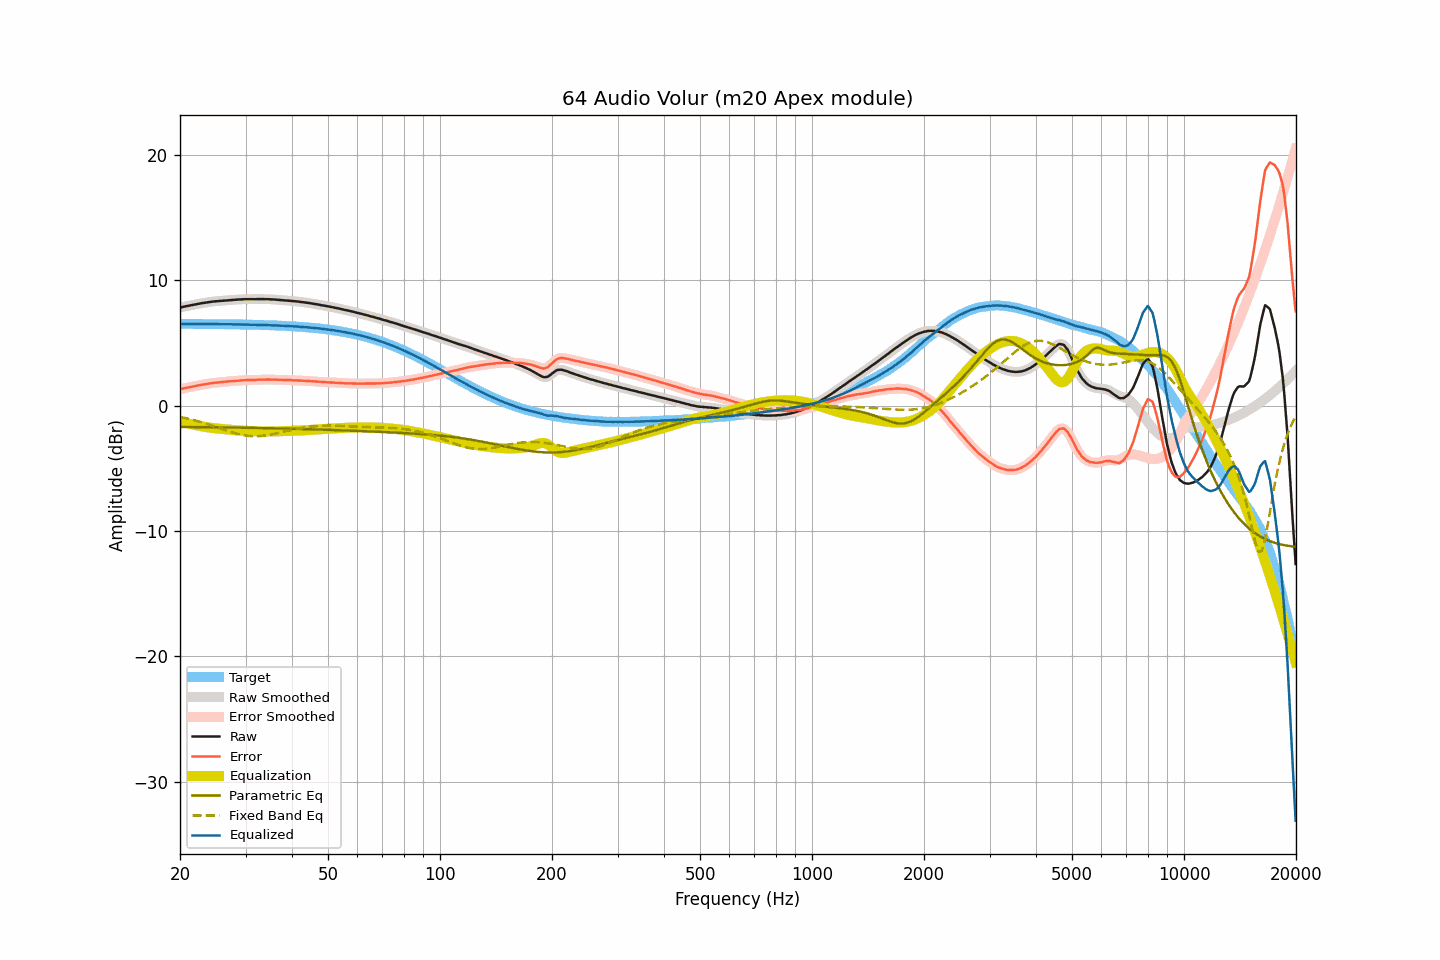 64 Audio Volur (m20 Apex module)
20
10
0
−10
−20
−30
Amplitude (dBr)
Target
Raw Smoothed
Error Smoothed
Raw
Error
Equalization
Parametric Eq
Fixed Band Eq
Equalized
20 50 100 200 500 1000 2000 5000 10000 20000
Frequency (Hz)